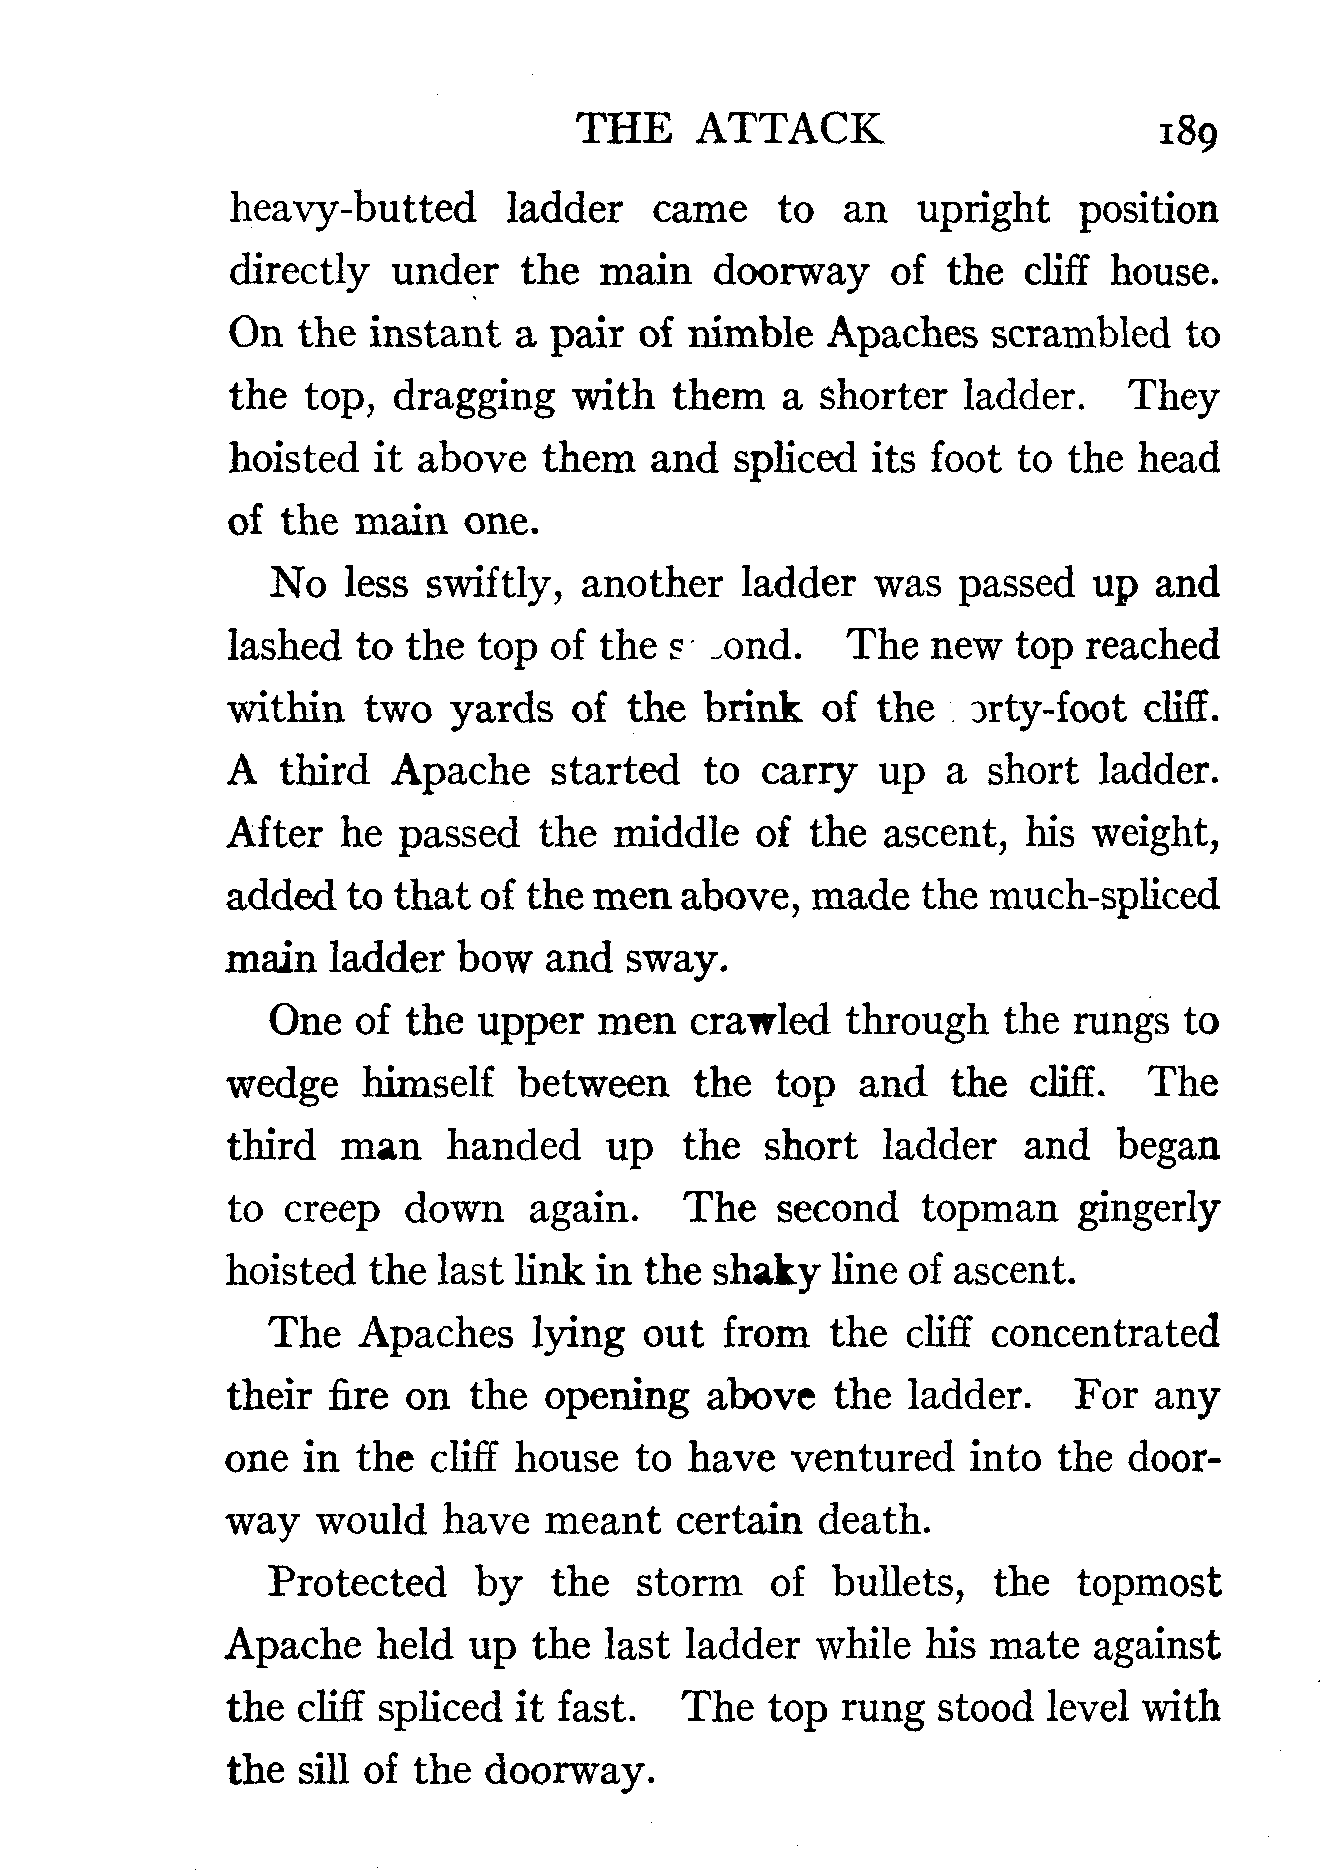 THE ATTACK 189
heavy-butted ladder came to an upright position
directly under the main doorway of the cliff house.
On the instant a pair of nimble Apaches scrambled to
the top, dragging with them a shorter ladder. They
hoisted it above them and spliced its foot to the head
of the main one.
No less swiftly, another ladder was passed up and
lashed to the top of the The new top reached
within two yards of the brink of the cliff.
A third Apache started to carry up a short ladder.
After he passed the middle of the ascent, his weight,
added to that of the men above, made the much-spliced
main ladder bow and sway.
One of the upper men crawled through the rungs to
wedge himself between the top and the cliff. The
third man handed up the short ladder and began
to creep down again. The second topman gingerly
hoisted the last link in the shaky line of ascent.
The Apaches lying out from the cliff concentrated
their fire on the opening above the ladder. For any
one in the cliff house to have ventured into the door-
way would have meant certain death.
Protected by the storm of bullets, the topmost
Apache held up the last ladder while his mate against
the cliff spliced it fast. The top rung stood level with
the sill of the doorway.